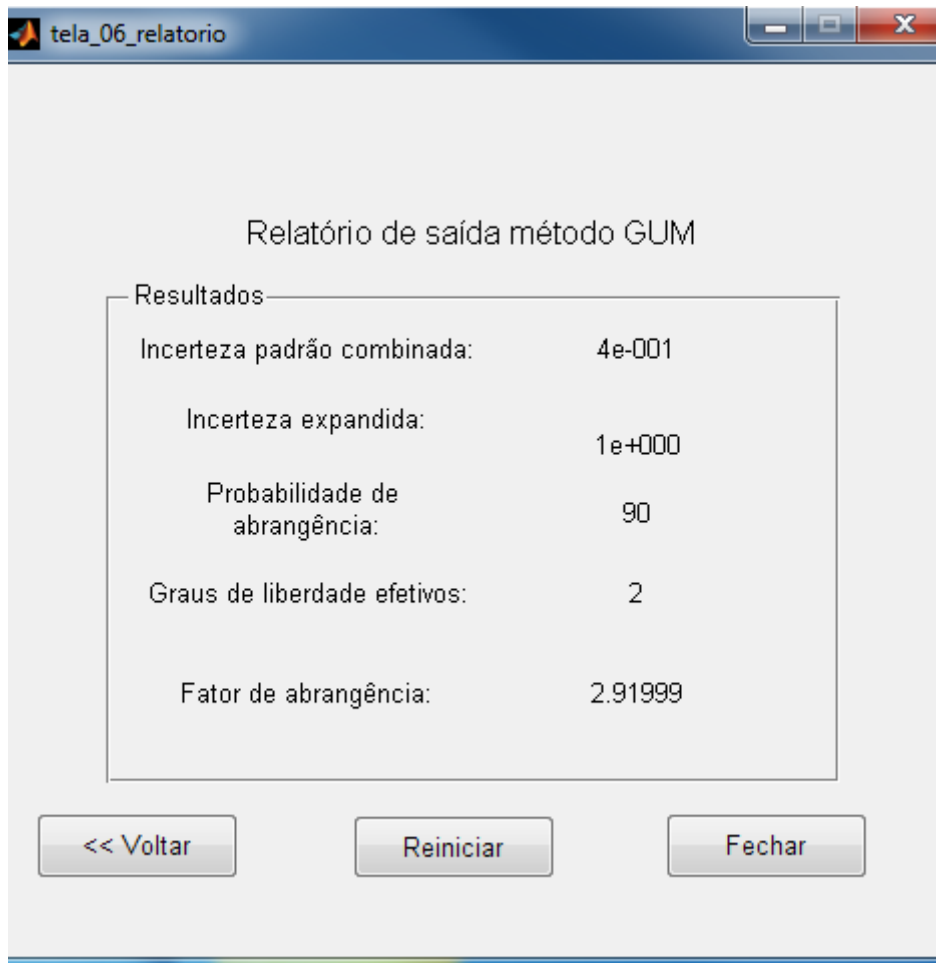 tela_06_relatorio
Relatório de saída método GUM
Resultados
Incerteza padrão combinada: 4e-001
Incerteza expandida:
1e+000
Probabilidade de
abrangência:
90
Graus de liberdade efetivos: 2
Fator de abrangência: 2.91999
<< Voltar Reiniciar Fechar